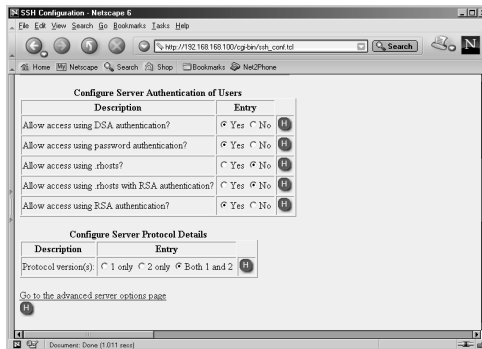 SSH Configuration - Netscape 6
File Edit View Search Go Bookmarks Tasks Help
http://192.168.168.100/cgi-bin/ssh_conf.tcl
Search
N
Home My Netscape Search Shop Bookmarks Net2Phone
Configure Server Authentication of Users
Description Entry
Allow access using DSA authentication? Yes No H
Allow access using password authentication? Yes No H
Allow access using .rhosts? Yes No H
Allow access using .rhosts with RSA authentication? Yes No H
Allow access using RSA authentication? Yes No H
Configure Server Protocol Details
Description Entry
Protocol version(s): 1 only 2 only Both 1 and 2 H
Go to the advanced server options page
H
Document: Done (1.011 secs)